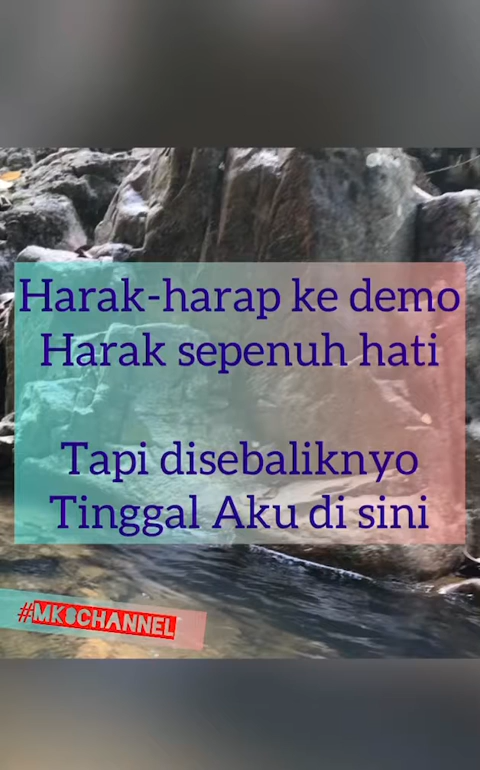 Harak-harap ke demo
Harak sepenuh hati
Tapi disebaliknyo
Tinggal Aku di sini
#MK8CHANNEL